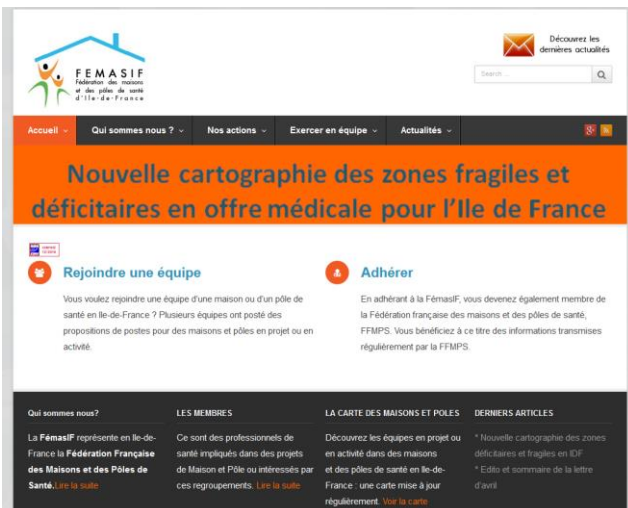 Découvrez les
dernières actualités
FEMASIF
Fédération des maisons
et des pôles de santé
d'Ile-de-France
Search ...
Accueil
Qui sommes nous ?
Nos actions
Exercer en équipe
Actualités
Nouvelle cartographie des zones fragiles et
déficitaires en offre médicale pour l'Ile de France
Rejoindre une équipe
Vous voulez rejoindre une équipe d'une maison ou d'un pôle de
santé en Ile-de-France ? Plusieurs équipes ont posté des
propositions de postes pour des maisons et pôles en projet ou en
activité.
Adhérer
En adhérant à la FémasIF, vous devenez également membre de
la Fédération française des maisons et des pôles de santé,
FFMPS. Vous bénéficiez à ce titre des informations transmises
régulièrement par la FFMPS.
Qui sommes nous?
La FémasIF représente en Ile-de-
France la Fédération Française
des Maisons et des Pôles de
Santé.Lire la suite
LES MEMBRES
Ce sont des professionnels de
santé impliqués dans des projets
de Maison et Pôle ou intéressés par
ces regroupements. Lire la suite
LA CARTE DES MAISONS ET POLES
Découvrez les équipes en projet ou
en activité dans des maisons
et des pôles de santé en Ile-de-
France : une carte mise à jour
régulièrement. Voir la carte
DERNIERS ARTICLES
* Nouvelle cartographie des zones
déficitaires et fragiles en IDF
* Edito et sommaire de la lettre
d'avril